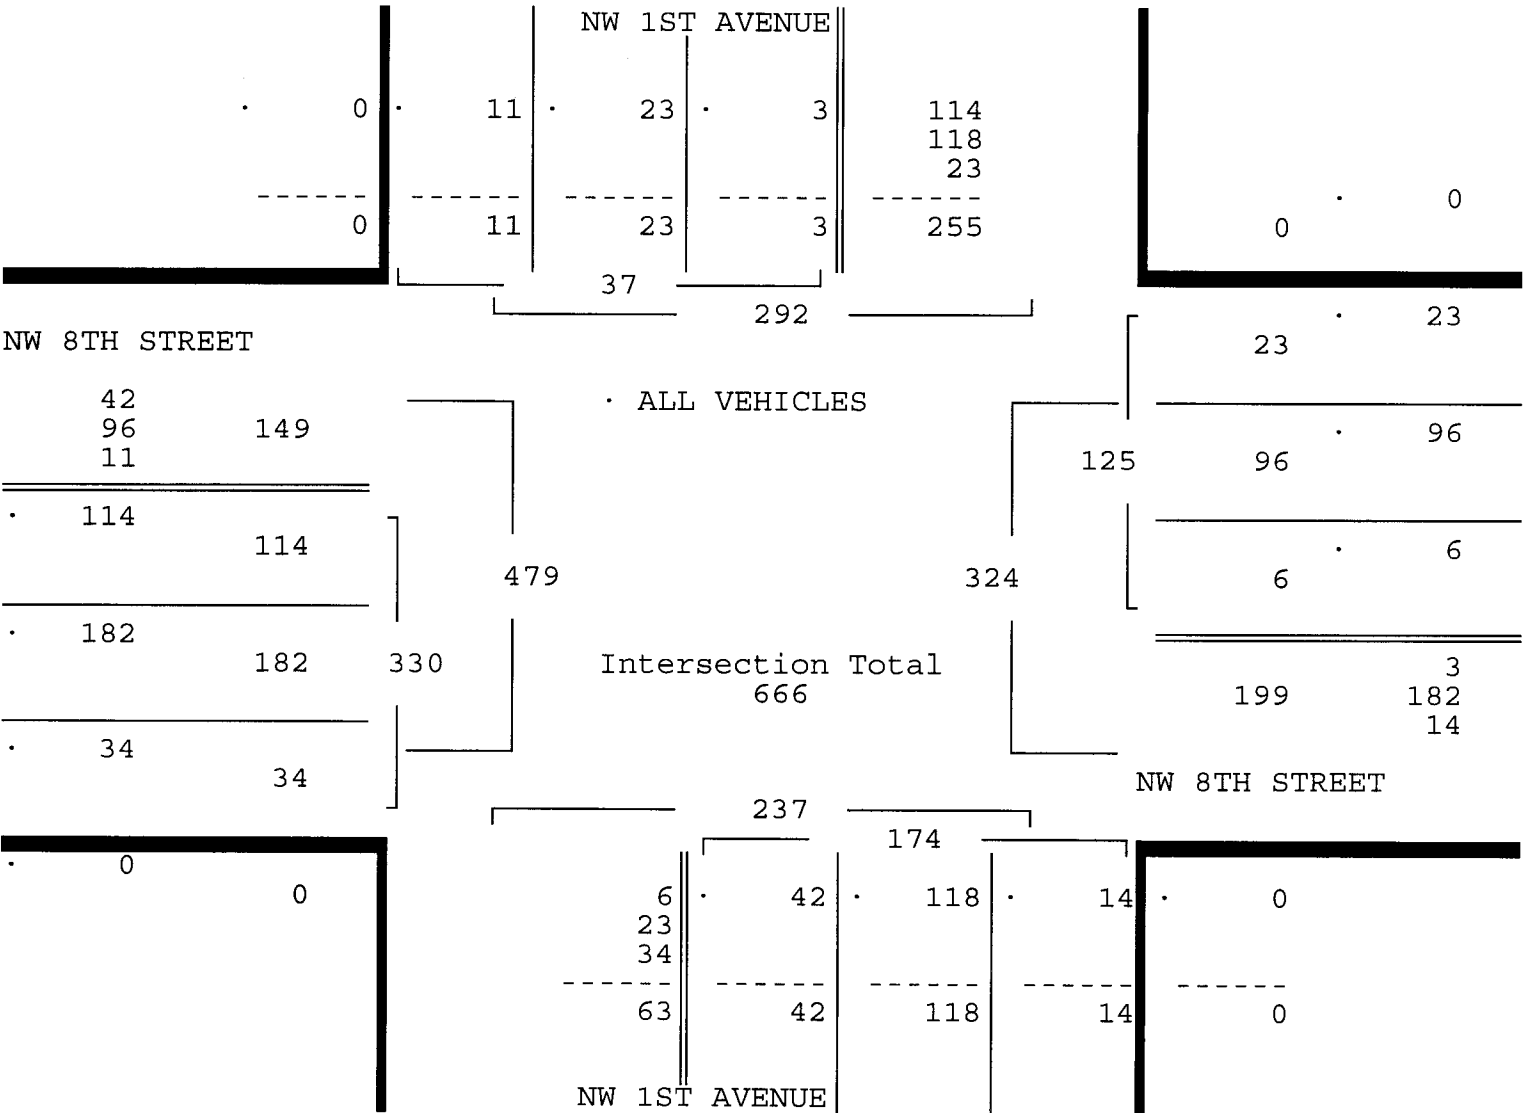 NW 1ST AVENUE
· 0 · 11 · 23 · 3 114
118
23
------ ------ ------ ------ ------
· 0
0 11 23 3 255 0
37
292
· 23
NW 8TH STREET 23
42 · ALL VEHICLES
96 149 · 96
11 125 96
· 114
114 · 6
479 324 6
· 182
182 330 Intersection Total 3
666 199 182
14
· 34
34 NW 8TH STREET
237
174
· 0
0 6 · 42 · 118 · 14 · 0
23
34
------ ------ ------ ------ ------
63 42 118 14 0
NW 1ST AVENUE